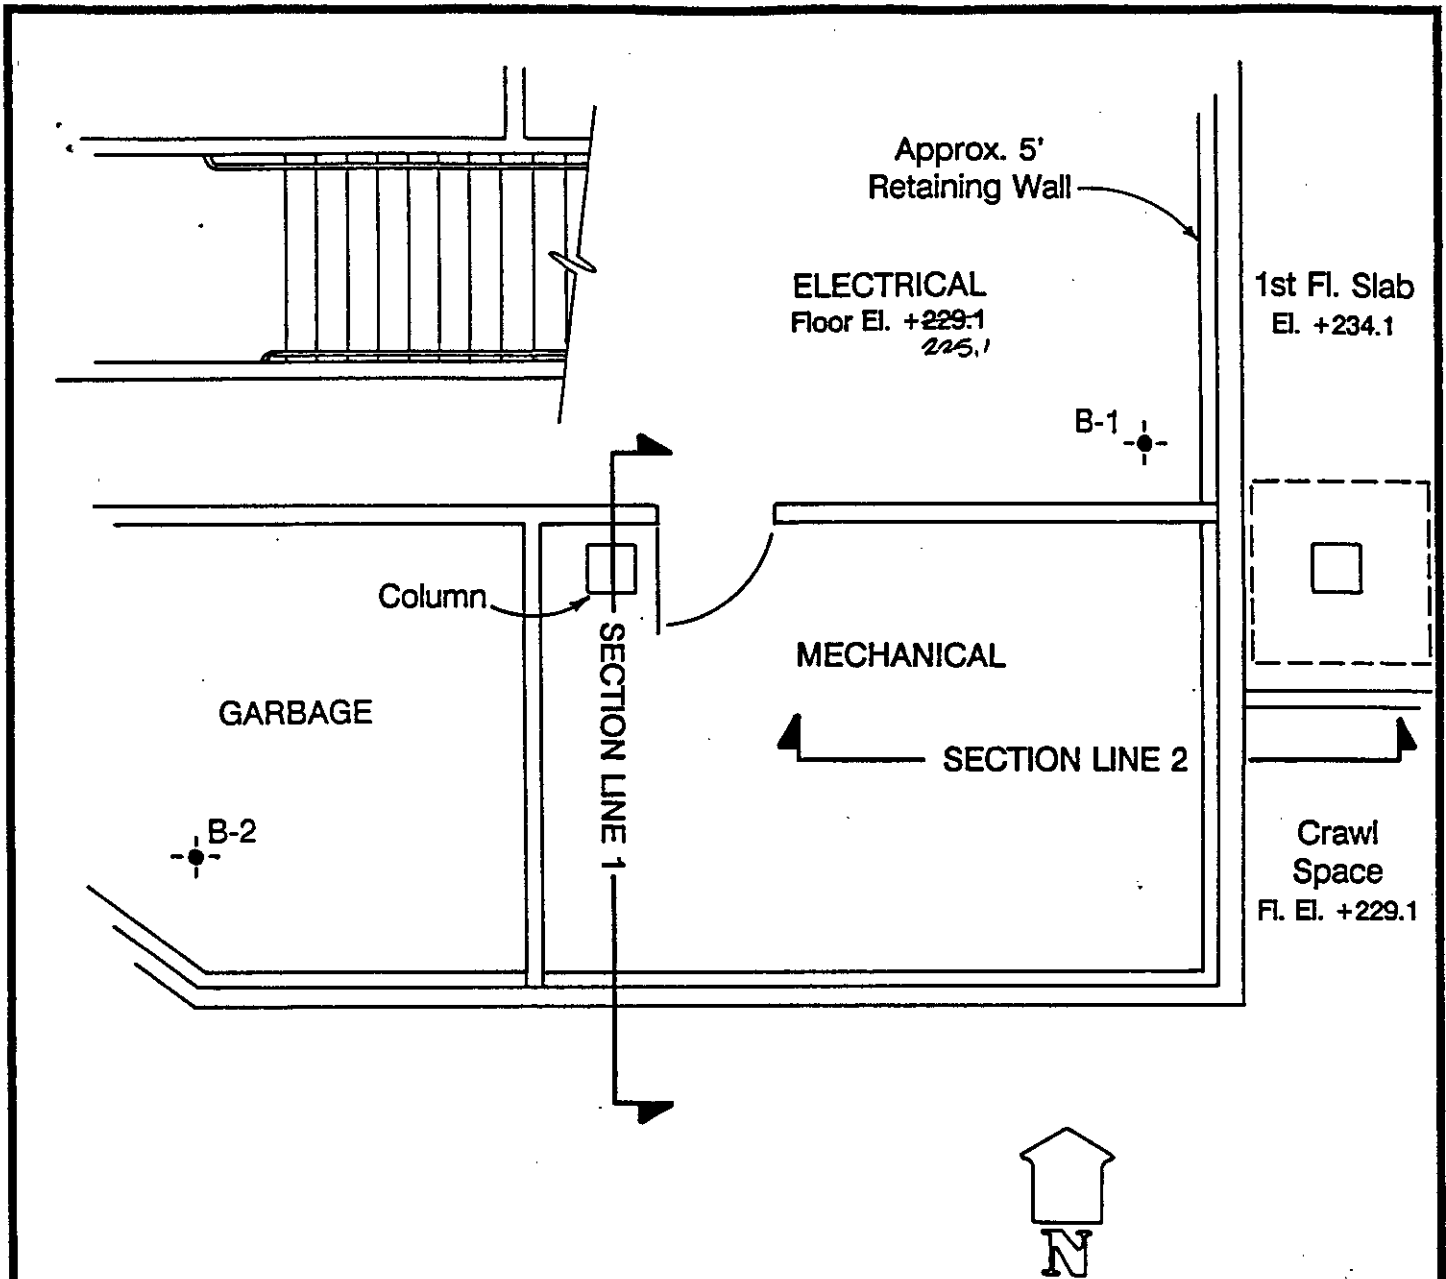 Approx. 5'
Retaining Wall
ELECTRICAL
Floor El. +229.1
225.1
1st Fl. Slab
El. +234.1
B-1
Column
SECTION LINE 1
MECHANICAL
GARBAGE
SECTION LINE 2
B-2
Crawl
Space
Fl. El. +229.1
N